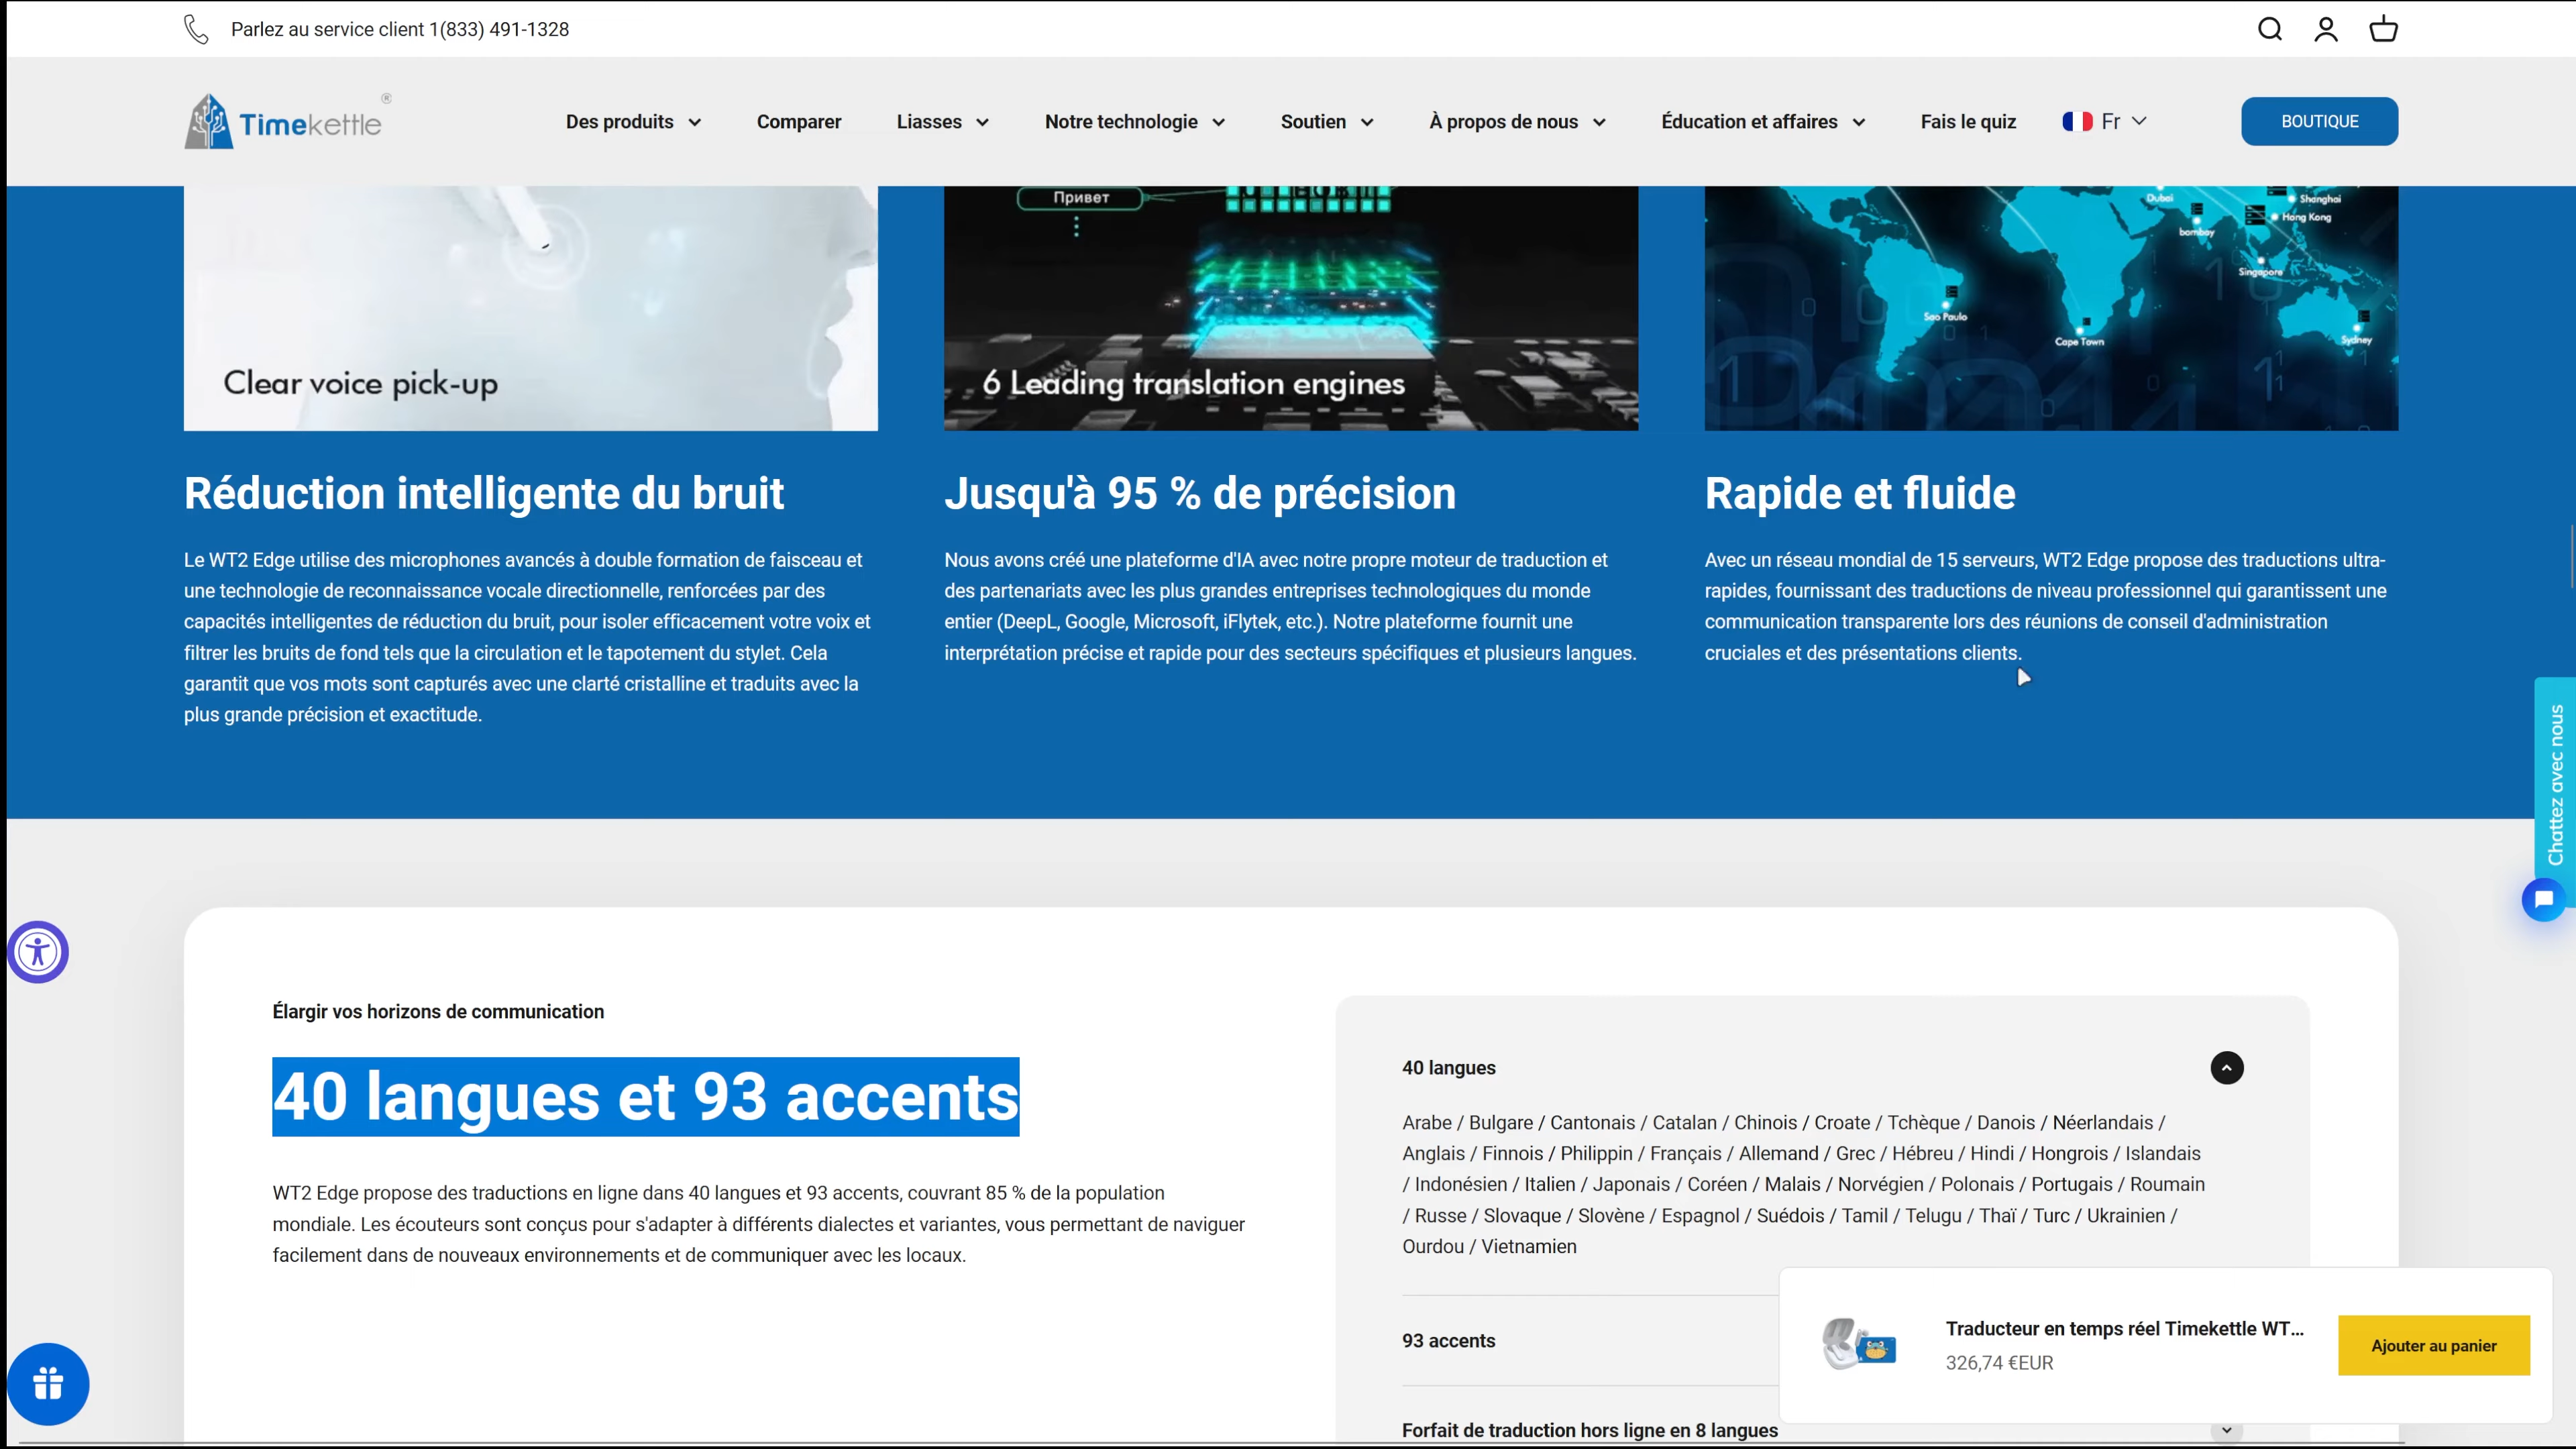 Parlez au service client 1(833) 491-1328
Timekettle®
Des produits
Comparer
Liasses
Notre technologie
Soutien
À propos de nous
Éducation et affaires
Fais le quiz
Fr
BOUTIQUE
Clear voice pick-up
Привет
6 Leading translation engines
Dubai
Shanghai
Hong Kong
bombay
Singapore
Sao Paulo
Cape Town
Sydney
Réduction intelligente du bruit
Le WT2 Edge utilise des microphones avancés à double formation de faisceau et
une technologie de reconnaissance vocale directionnelle, renforcées par des
capacités intelligentes de réduction du bruit, pour isoler efficacement votre voix et
filtrer les bruits de fond tels que la circulation et le tapotement du stylet. Cela
garantit que vos mots sont capturés avec une clarté cristalline et traduits avec la
plus grande précision et exactitude.
Jusqu'à 95 % de précision
Nous avons créé une plateforme d'IA avec notre propre moteur de traduction et
des partenariats avec les plus grandes entreprises technologiques du monde
entier (DeepL, Google, Microsoft, iFlytek, etc.). Notre plateforme fournit une
interprétation précise et rapide pour des secteurs spécifiques et plusieurs langues.
Rapide et fluide
Avec un réseau mondial de 15 serveurs, WT2 Edge propose des traductions ultra-
rapides, fournissant des traductions de niveau professionnel qui garantissent une
communication transparente lors des réunions de conseil d'administration
cruciales et des présentations clients.
Chattez avec nous
Élargir vos horizons de communication
40 langues et 93 accents
WT2 Edge propose des traductions en ligne dans 40 langues et 93 accents, couvrant 85 % de la population
mondiale. Les écouteurs sont conçus pour s'adapter à différents dialectes et variantes, vous permettant de naviguer
facilement dans de nouveaux environnements et de communiquer avec les locaux.
40 langues
Arabe / Bulgare / Cantonais / Catalan / Chinois / Croate / Tchèque / Danois / Néerlandais /
Anglais / Finnois / Philippin / Français / Allemand / Grec / Hébreu / Hindi / Hongrois / Islandais
/ Indonésien / Italien / Japonais / Coréen / Malais / Norvégien / Polonais / Portugais / Roumain
/ Russe / Slovaque / Slovène / Espagnol / Suédois / Tamil / Telugu / Thaï / Turc / Ukrainien /
Ourdou / Vietnamien
93 accents
Forfait de traduction hors ligne en 8 langues
Traducteur en temps réel Timekettle WT...
326,74 €EUR
Ajouter au panier